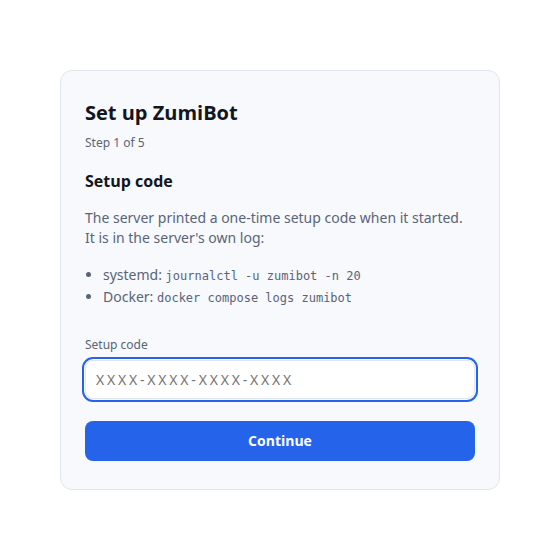 Set up ZumiBot
Step 1 of 5
Setup code
The server printed a one-time setup code when it started.
It is in the server's own log:
• systemd: journalctl -u zumibot -n 20
• Docker: docker compose logs zumibot
Setup code
XXXX-XXXX-XXXX-XXXX
Continue